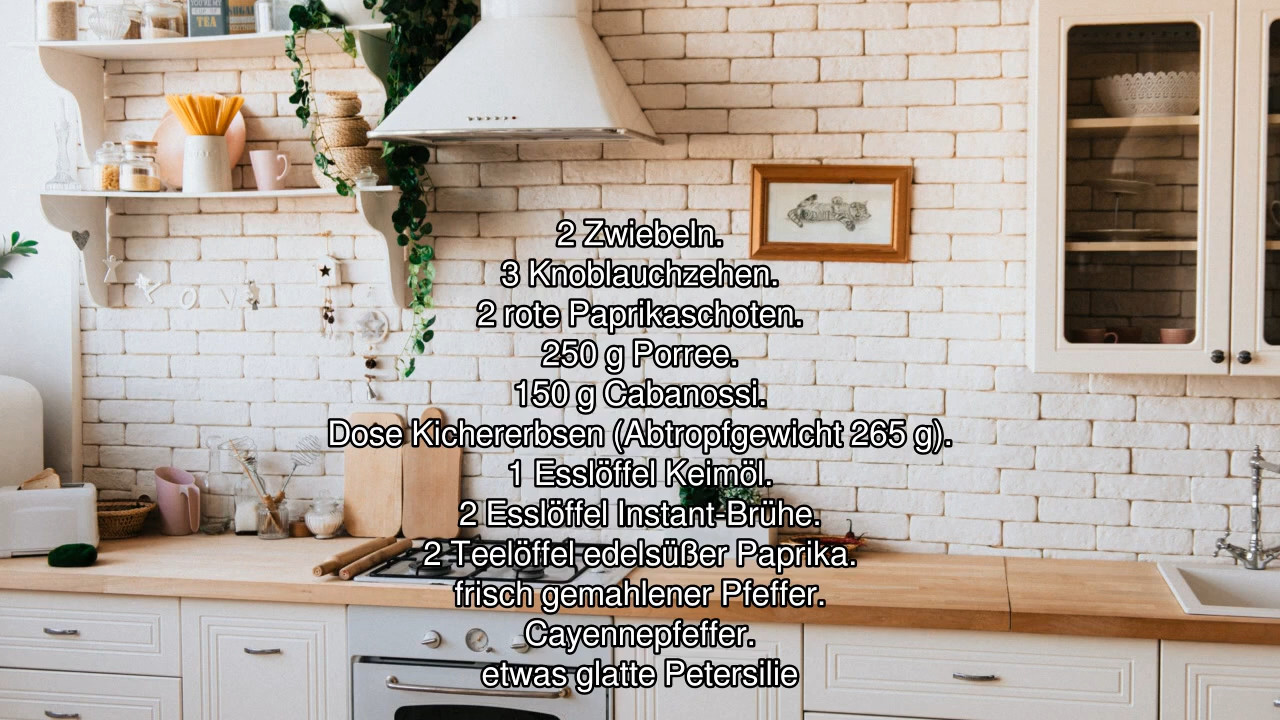 2 Zwiebeln.
3 Knoblauchzehen.
2 rote Paprikaschoten.
250 g Porree.
150 g Cabanossi.
Dose Kichererbsen (Abtropfgewicht 265 g).
1 Esslöffel Keimöl.
2 Esslöffel Instant-Brühe.
2 Teelöffel edelsüßer Paprika.
frisch gemahlener Pfeffer.
Cayennepfeffer.
etwas glatte Petersilie